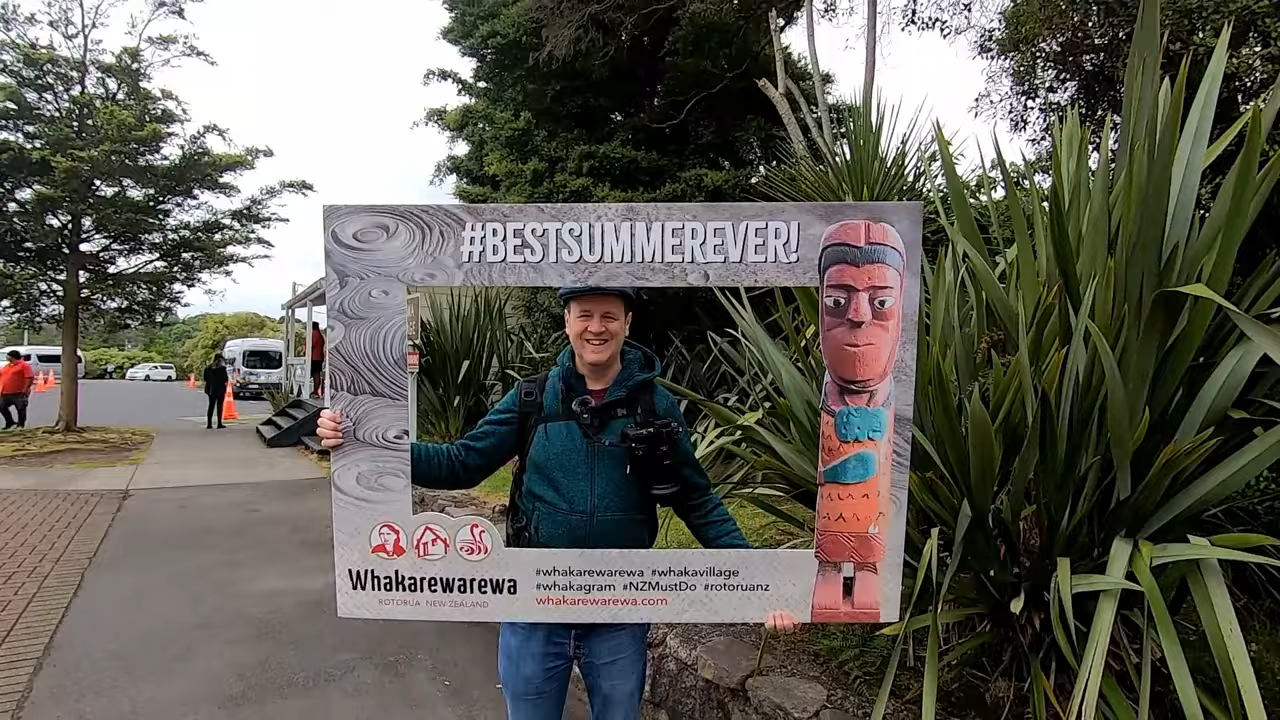 #BESTSUMMEREVER!
Whakarewarewa
ROTORUA NEW ZEALAND
#whakarewarewa #whakavillage
#whakagram #NZMustDo #rotoruanz
whakarewarewa.com